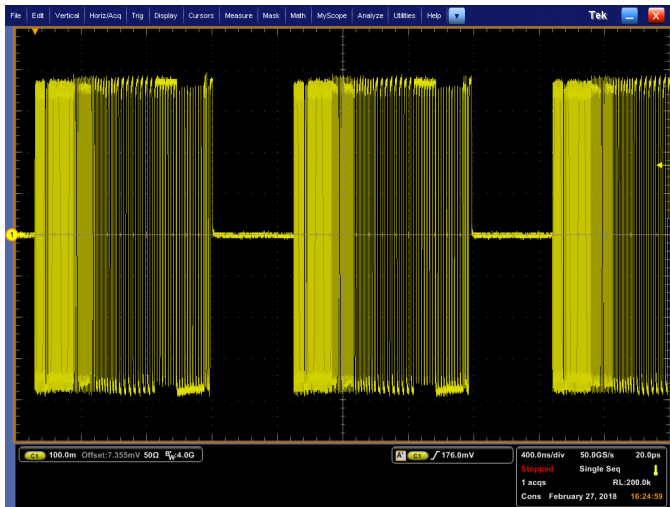 File Edit Vertical Horiz/Acq Trig Display Cursors Measure Mask Math MyScope Analyze Utilities Help Tek X
1
C1 100.0m Offset:7.355mV 50Ω BW:4.0G
A' C1 176.0mV
400.0ns/div 50.0GS/s 20.0ps
Stopped Single Seq
1 acqs RL:200.0k
Cons February 27, 2018 16:24:59